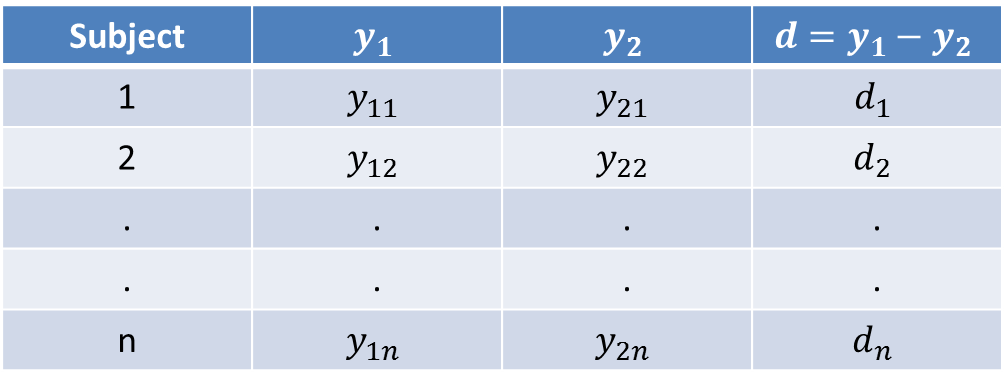 Subject y₁ y₂ d = y₁ − y₂
1 y₁₁ y₂₁ d₁
2 y₁₂ y₂₂ d₂
. . . .
. . . .
n y₁ₙ y₂ₙ dₙ